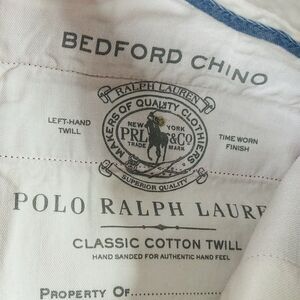 BEDFORD CHINO
RALPH LAUREN
MAKERS OF QUALITY CLOTHIERS
LEFT-HAND
TWILL
NEW YORK
PRL &CO
TRADE MARK
TIME WORN
FINISH
SUPERIOR QUALITY
POLO RALPH LAURE
CLASSIC COTTON TWILL
HAND SANDED FOR AUTHENTIC HAND FEEL
PROPERTY OF